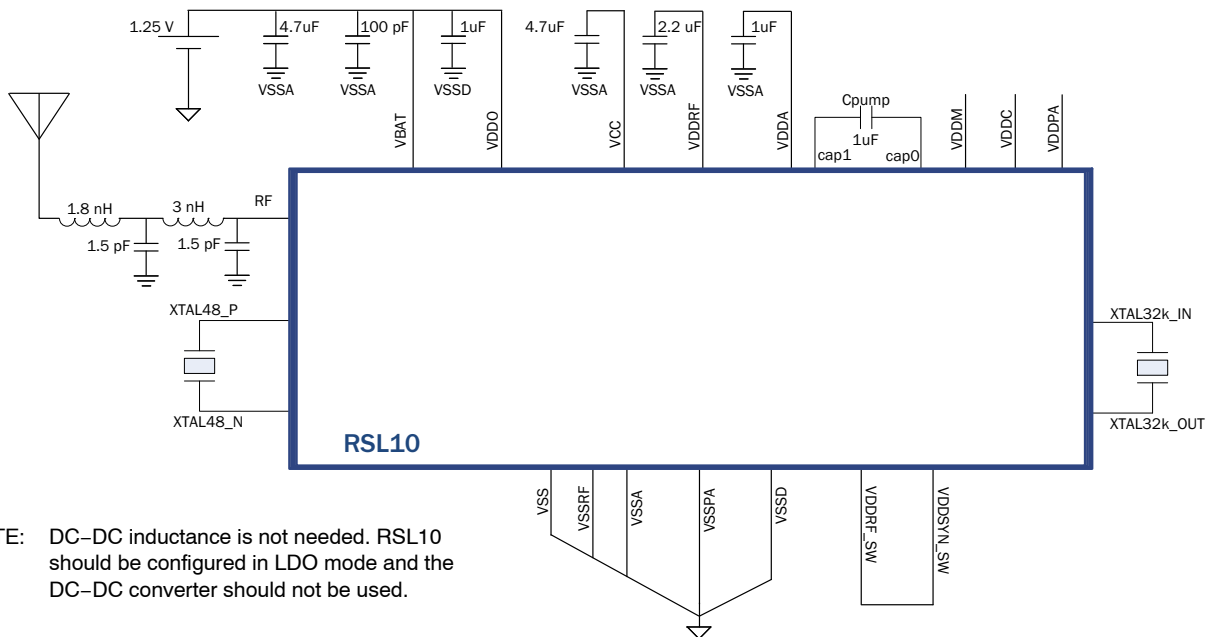 1.25 V
4.7uF
100 pF
1uF
4.7uF
2.2 uF
1uF
VSSA
VSSA
VSSD
VSSA
VSSA
VSSA
Cpump
1uF
VBAT
VDDO
VCC
VDDRF
VDDA
cap1
cap0
VDDM
VDDC
VDDPA
1.8 nH
3 nH
RF
1.5 pF
1.5 pF
XTAL48_P
XTAL48_N
XTAL32k_IN
XTAL32k_OUT
RSL10
VSS
VSSRF
VSSA
VSSPA
VSSD
VDDRF_SW
VDDSYN_SW
TE: DC–DC inductance is not needed. RSL10
should be configured in LDO mode and the
DC–DC converter should not be used.